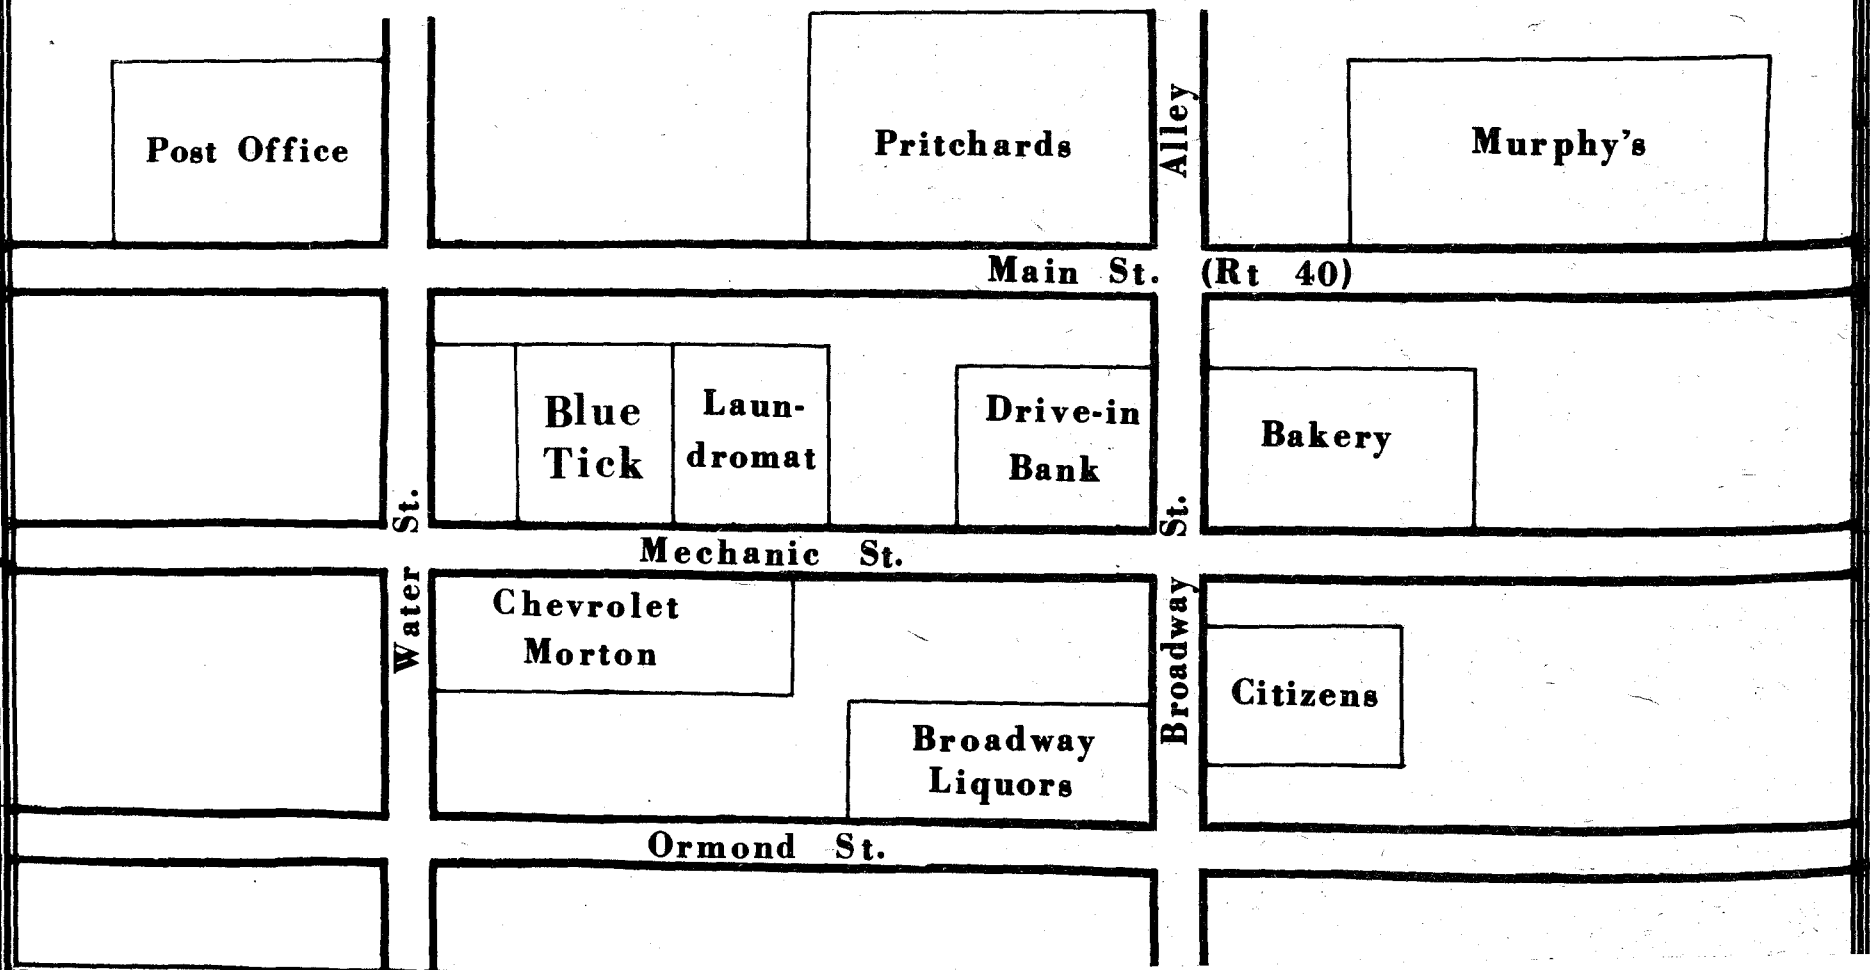 Post Office
Pritchards
Alley
Murphy's
Main St. (Rt 40)
Blue
Tick
Laun-
dromat
Drive-in
Bank
Bakery
Water St.
Broadway St.
Mechanic St.
Chevrolet
Morton
Citizens
Broadway
Liquors
Ormond St.